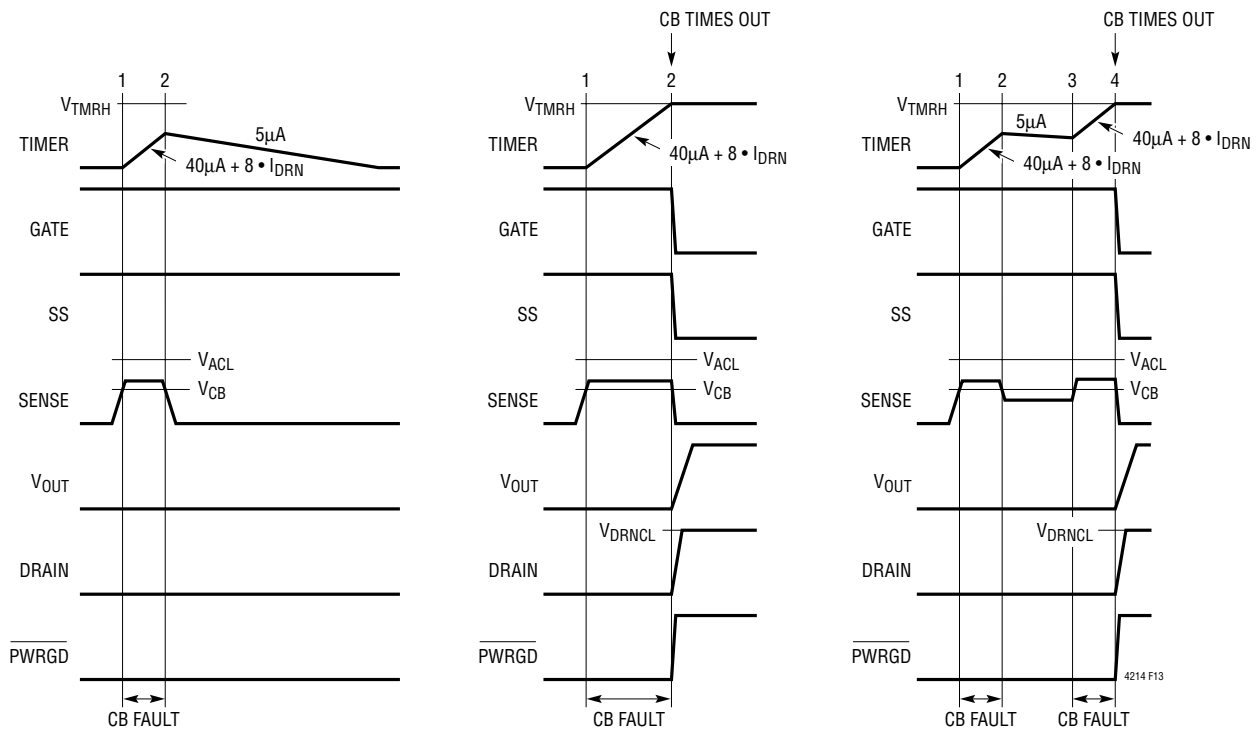 CB TIMES OUT
CB TIMES OUT
1 2
1 2
1 2 3 4
VTMRH
VTMRH
VTMRH
TIMER
5µA
40µA + 8 • IDRN
TIMER
40µA + 8 • IDRN
TIMER
5µA
40µA + 8 • IDRN
40µA + 8 • IDRN
GATE
GATE
GATE
SS
SS
SS
VACL
VACL
VACL
VCB
VCB
VCB
SENSE
SENSE
SENSE
VOUT
VOUT
VOUT
VDRNCL
VDRNCL
DRAIN
DRAIN
DRAIN
PWRGD
PWRGD
PWRGD
4214 F13
CB FAULT
CB FAULT
CB FAULT
CB FAULT